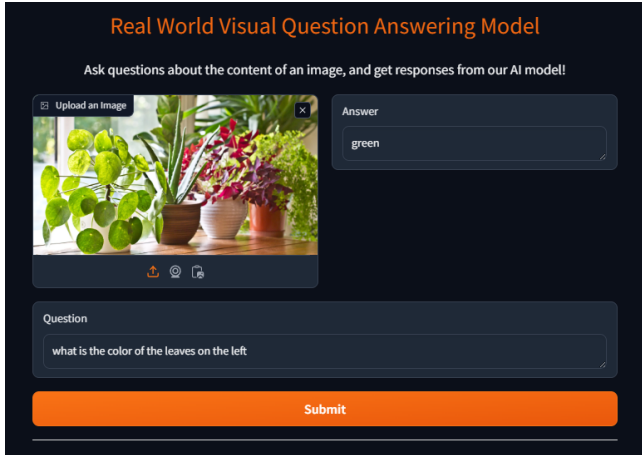 Real World Visual Question Answering Model
Ask questions about the content of an image, and get responses from our AI model!
Upload an Image
Answer
green
Question
what is the color of the leaves on the left
Submit